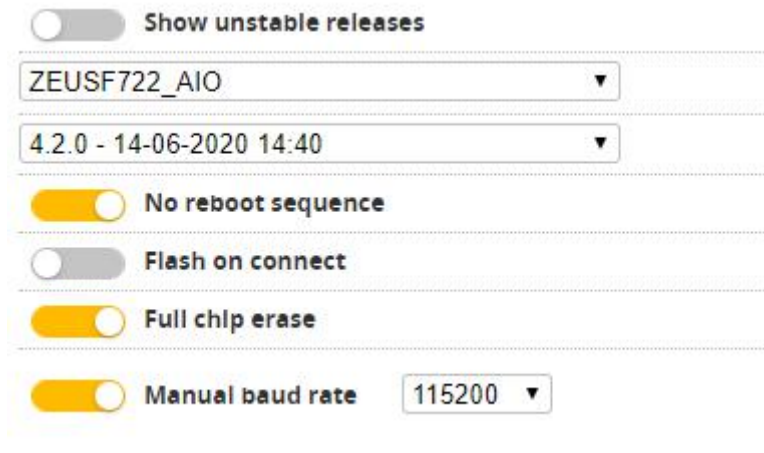 Show unstable releases
ZEUSF722_AIO
4.2.0 - 14-06-2020 14:40
No reboot sequence
Flash on connect
Full chip erase
Manual baud rate 115200